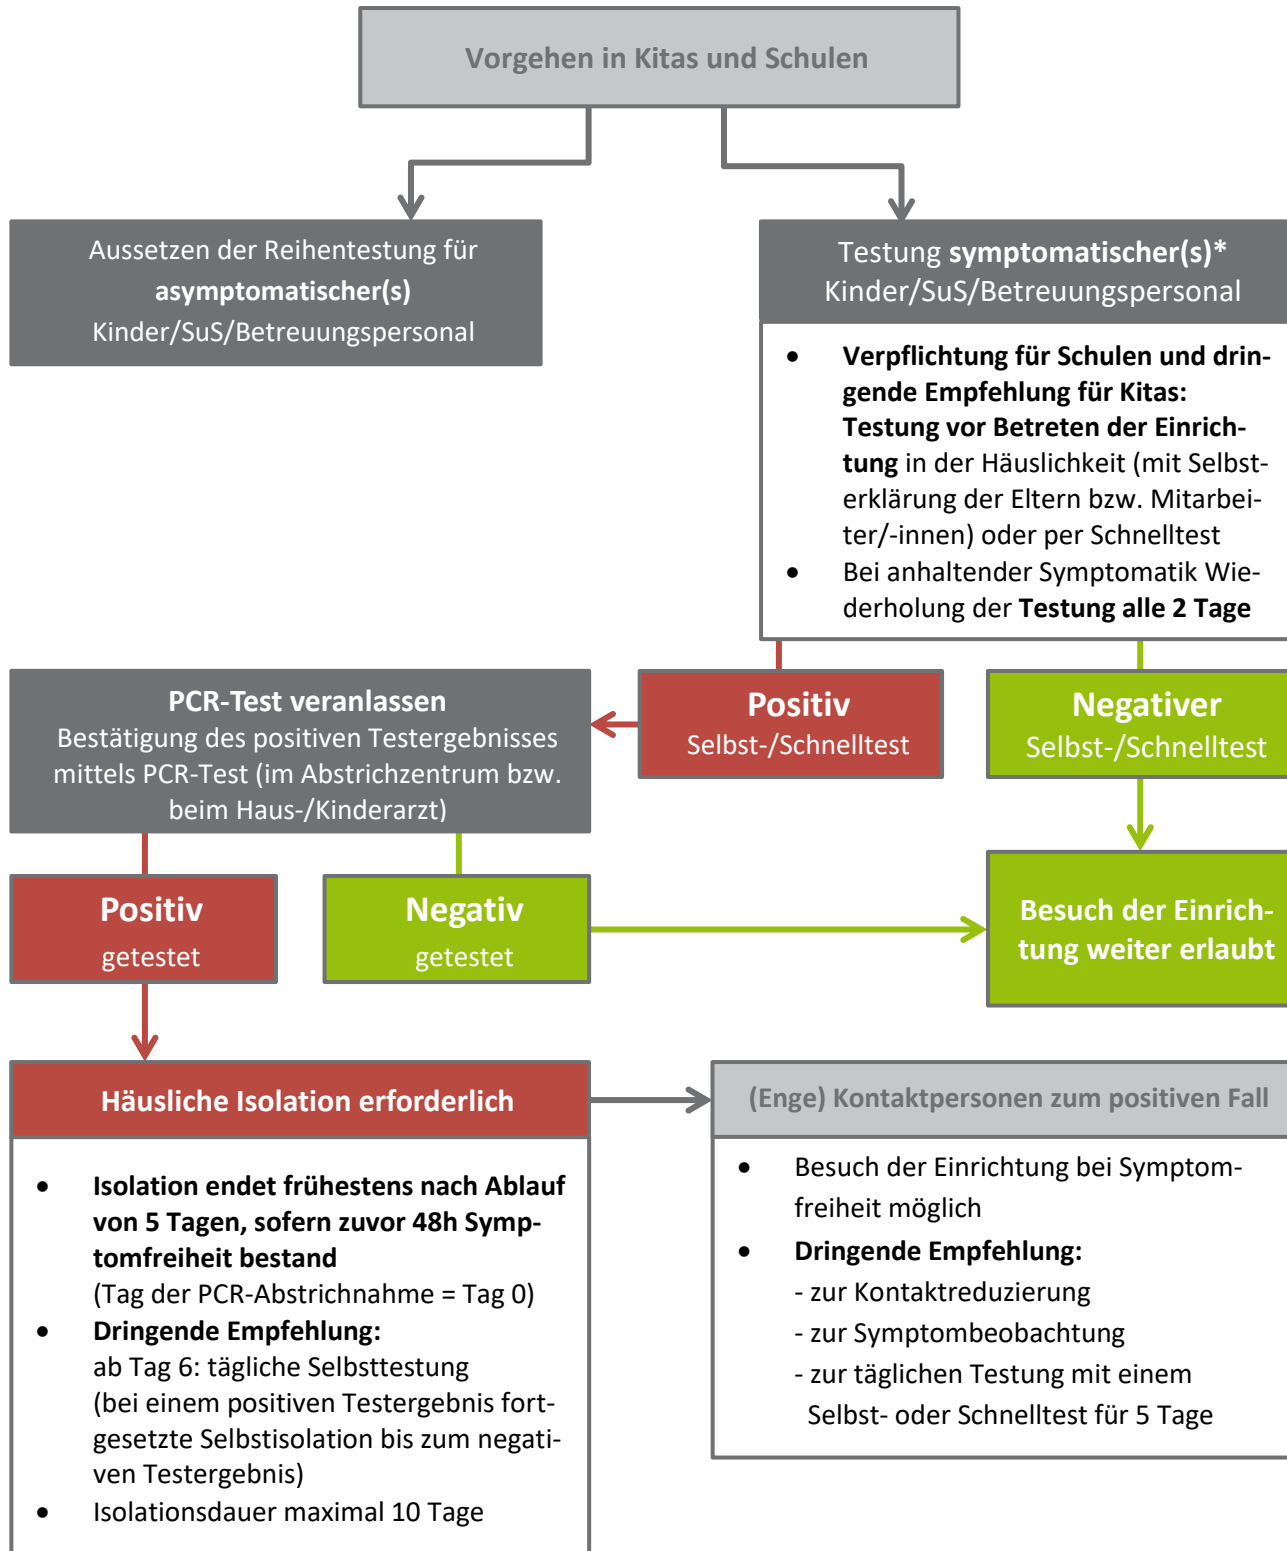 Vorgehen in Kitas und Schulen
Aussetzen der Reihentestung für
asymptomatischer(s)
Kinder/SuS/Betreuungspersonal
Testung symptomatischer(s)*
Kinder/SuS/Betreuungspersonal
• Verpflichtung für Schulen und drin-
gende Empfehlung für Kitas:
Testung vor Betreten der Einrich-
tung in der Häuslichkeit (mit Selbst-
erklärung der Eltern bzw. Mitarbei-
ter/-innen) oder per Schnelltest
• Bei anhaltender Symptomatik Wie-
derholung der Testung alle 2 Tage
PCR-Test veranlassen
Bestätigung des positiven Testergebnisses
mittels PCR-Test (im Abstrichzentrum bzw.
beim Haus-/Kinderarzt)
Positiv
Selbst-/Schnelltest
Negativer
Selbst-/Schnelltest
Positiv
getestet
Negativ
getestet
Besuch der Einrich-
tung weiter erlaubt
Häusliche Isolation erforderlich
• Isolation endet frühestens nach Ablauf
von 5 Tagen, sofern zuvor 48h Symp-
tomfreiheit bestand
(Tag der PCR-Abstrichnahme = Tag 0)
• Dringende Empfehlung:
ab Tag 6: tägliche Selbsttestung
(bei einem positiven Testergebnis fort-
gesetzte Selbstisolation bis zum negati-
ven Testergebnis)
• Isolationsdauer maximal 10 Tage
(Enge) Kontaktpersonen zum positiven Fall
• Besuch der Einrichtung bei Symptom-
freiheit möglich
• Dringende Empfehlung:
- zur Kontaktreduzierung
- zur Symptombeobachtung
- zur täglichen Testung mit einem
Selbst- oder Schnelltest für 5 Tage